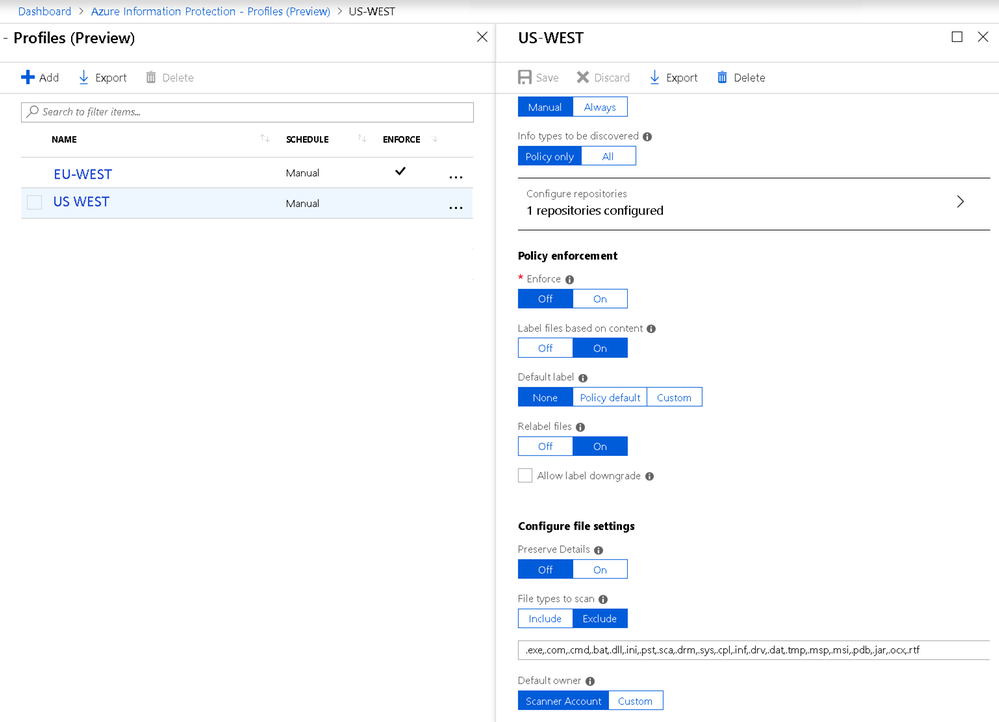 Dashboard > Azure Information Protection - Profiles (Preview) > US-WEST
- Profiles (Preview)
Add Export Delete
Search to filter items...
NAME SCHEDULE ENFORCE
EU-WEST Manual ...
US WEST Manual ...
US-WEST
Save Discard Export Delete
Manual Always
Info types to be discovered
Policy only All
Configure repositories
1 repositories configured
Policy enforcement
* Enforce
Off On
Label files based on content
Off On
Default label
None Policy default Custom
Relabel files
Off On
Allow label downgrade
Configure file settings
Preserve Details
Off On
File types to scan
Include Exclude
.exe,.com,.cmd,.bat,.dll,.ini,.pst,.sca,.drm,.sys,.cpl,.inf,.drv,.dat,.tmp,.msp,.msi,.pdb,.jar,.ocx,.rtf
Default owner
Scanner Account Custom